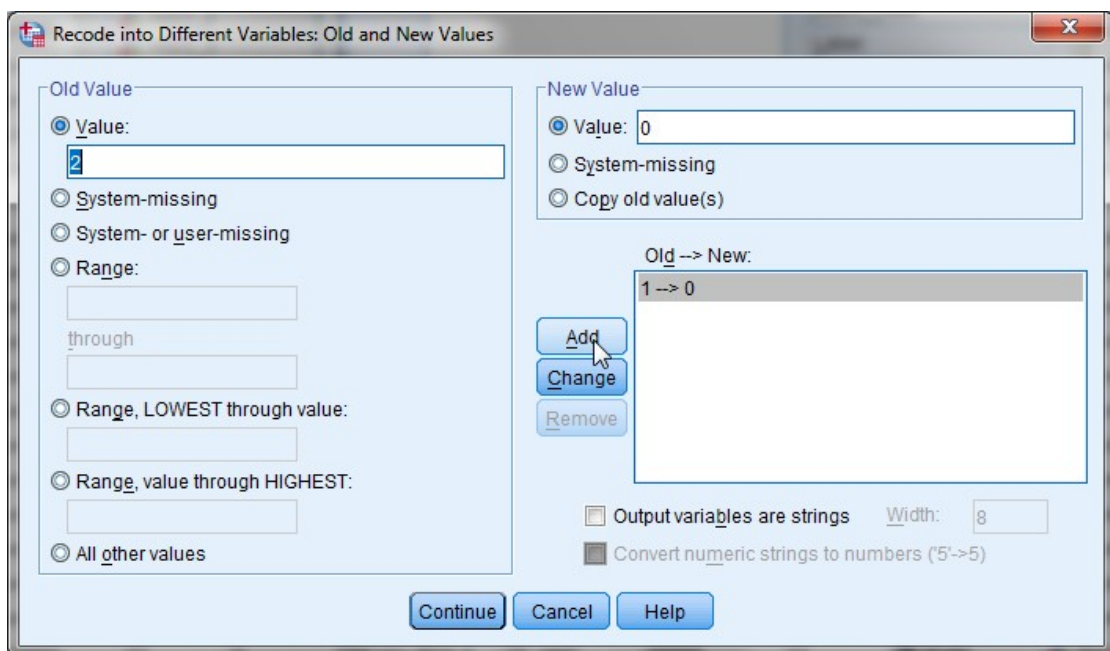 Recode into Different Variables: Old and New Values
Old Value
Value:
2
System-missing
System- or user-missing
Range:
through
Range, LOWEST through value:
Range, value through HIGHEST:
All other values
New Value
Value: 0
System-missing
Copy old value(s)
Old --> New:
1 --> 0
Add
Change
Remove
Output variables are strings Width: 8
Convert numeric strings to numbers ('5'->5)
Continue Cancel Help